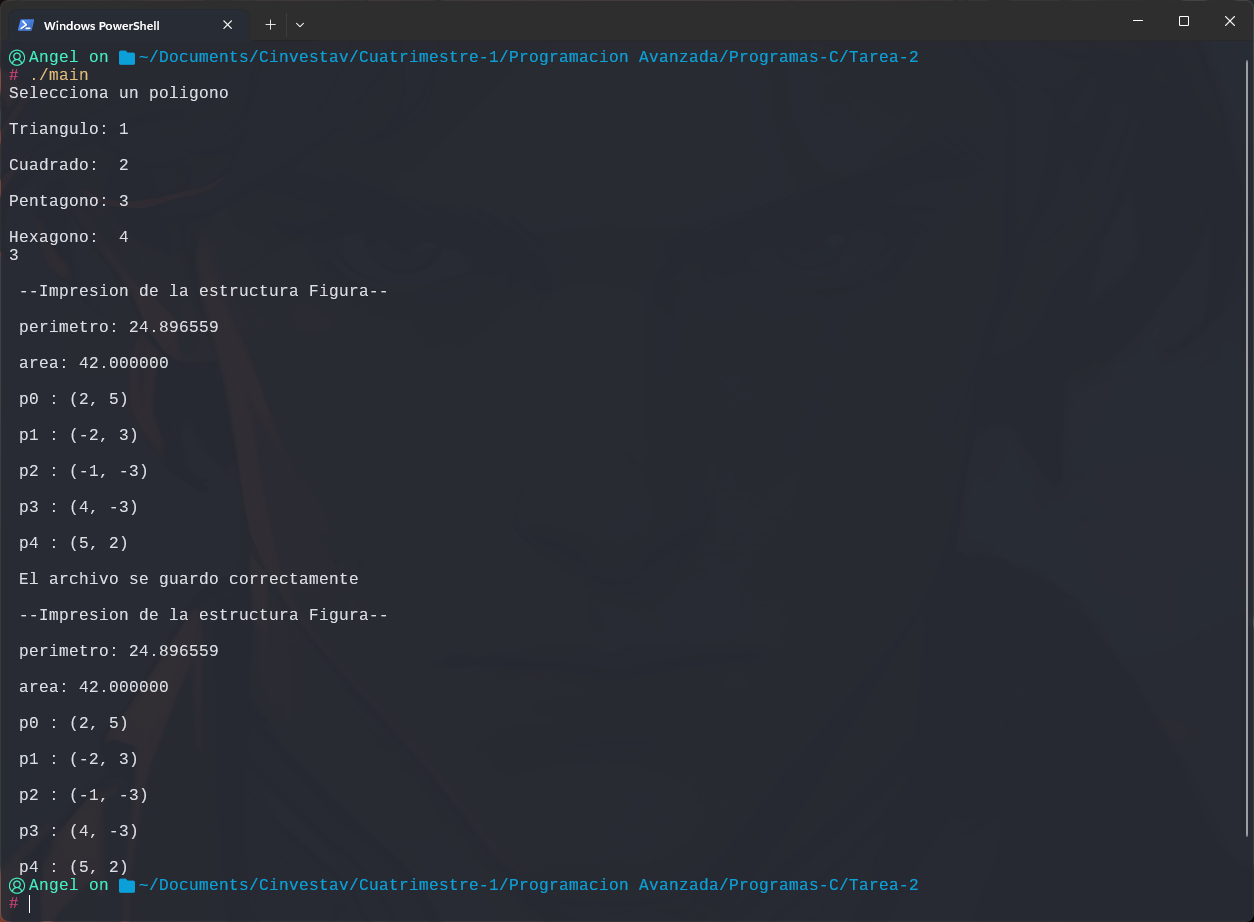 Windows PowerShell
Angel on ~/Documents/Cinvestav/Cuatrimestre-1/Programacion Avanzada/Programas-C/Tarea-2
# ./main
Selecciona un poligono
Triangulo: 1
Cuadrado:  2
Pentagono: 3
Hexagono:  4
3
--Impresion de la estructura Figura--
perimetro: 24.896559
area: 42.000000
p0 : (2, 5)
p1 : (-2, 3)
p2 : (-1, -3)
p3 : (4, -3)
p4 : (5, 2)
El archivo se guardo correctamente
--Impresion de la estructura Figura--
perimetro: 24.896559
area: 42.000000
p0 : (2, 5)
p1 : (-2, 3)
p2 : (-1, -3)
p3 : (4, -3)
p4 : (5, 2)
Angel on ~/Documents/Cinvestav/Cuatrimestre-1/Programacion Avanzada/Programas-C/Tarea-2
#